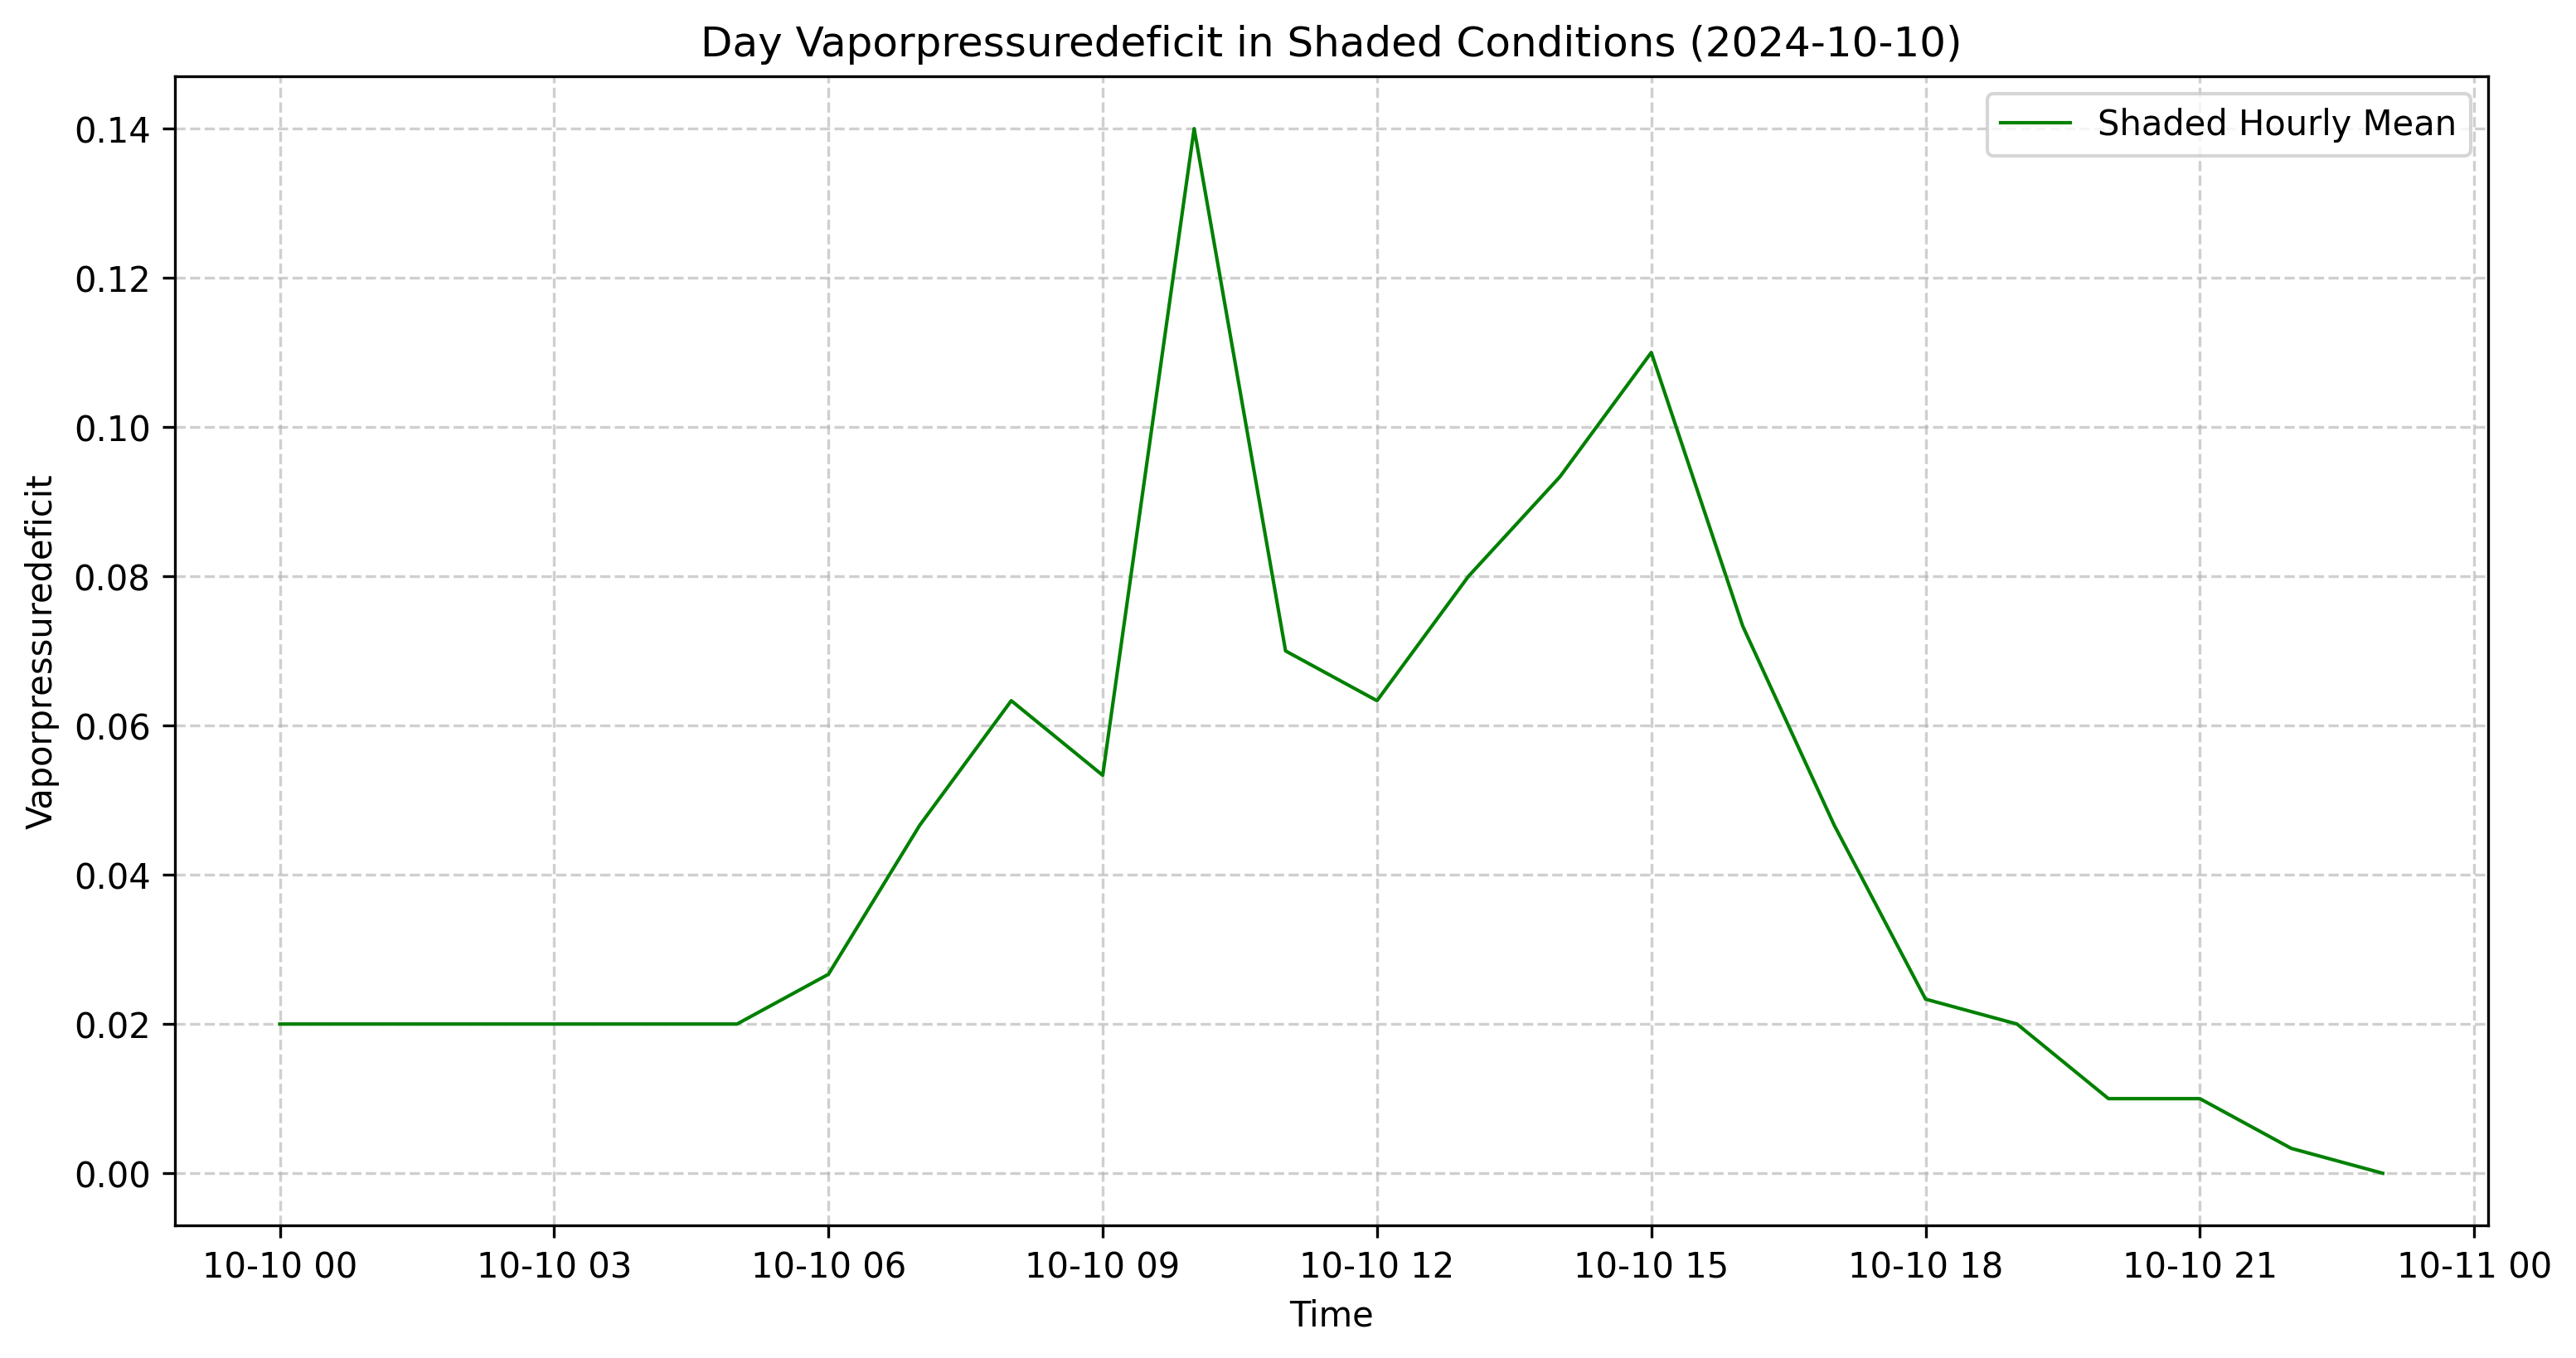 Day Vaporpressuredeficit in Shaded Conditions (2024-10-10)
Shaded Hourly Mean
Vaporpressuredeficit
0.14
0.12
0.10
0.08
0.06
0.04
0.02
0.00
10-10 00 10-10 03 10-10 06 10-10 09 10-10 12 10-10 15 10-10 18 10-10 21 10-11 00
Time